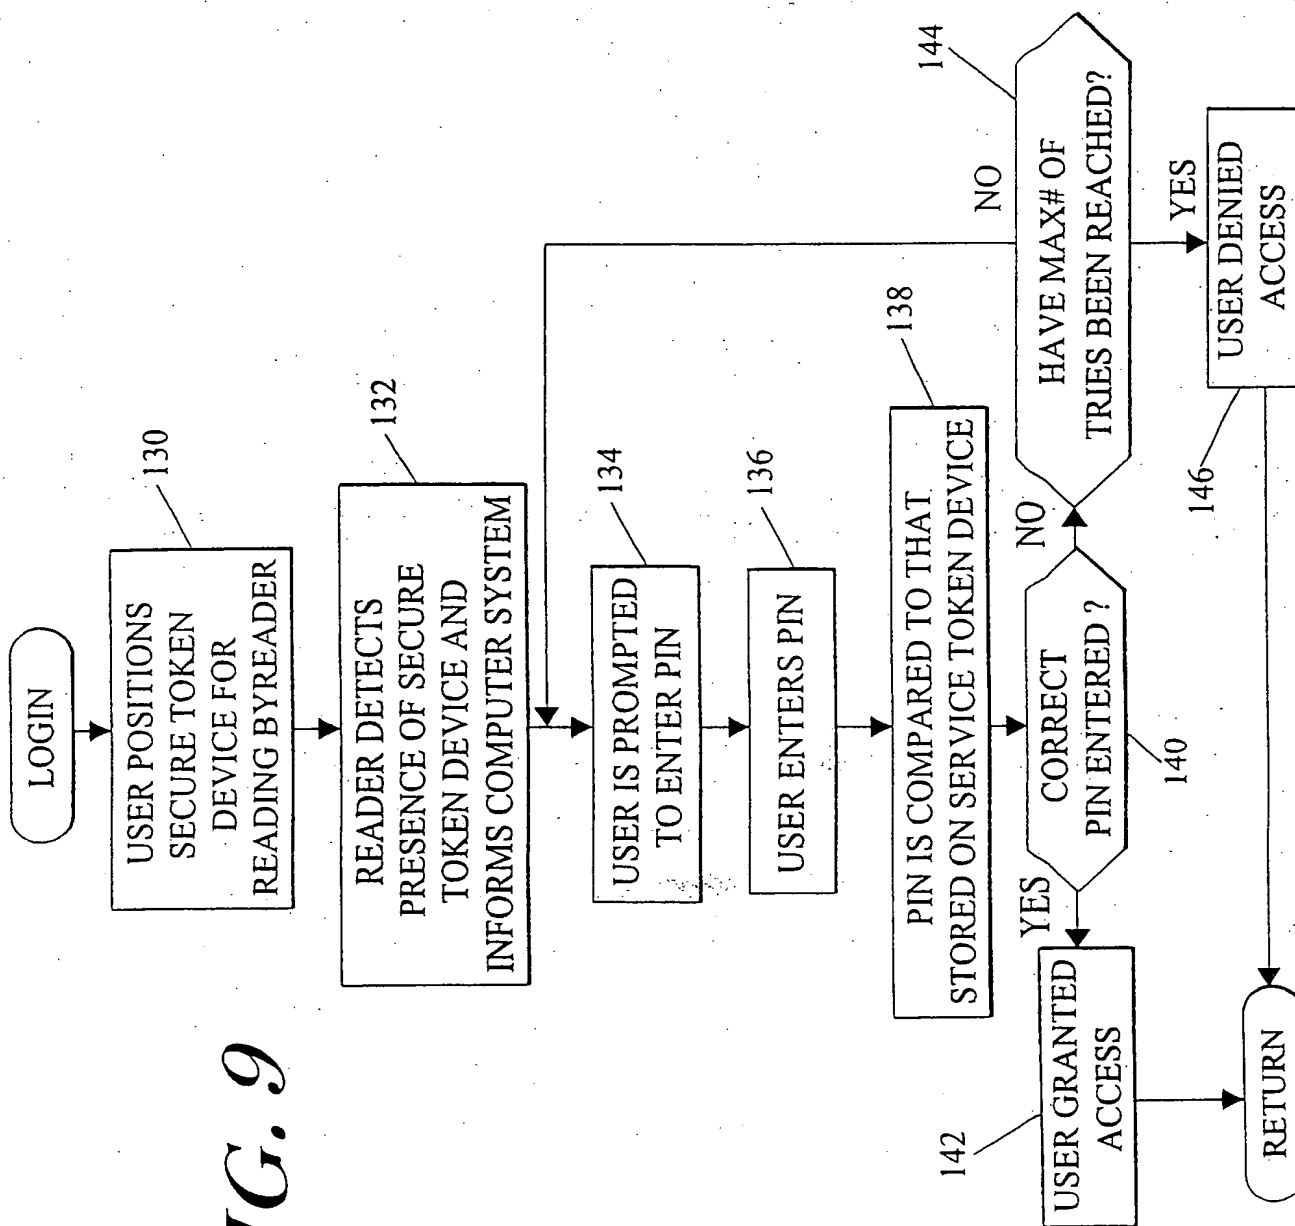 LOGIN
USER POSITIONS
SECURE TOKEN
DEVICE FOR
READING BYREADER
130
READER DETECTS
PRESENCE OF SECURE
TOKEN DEVICE AND
INFORMS COMPUTER SYSTEM
132
USER IS PROMPTED
TO ENTER PIN
134
USER ENTERS PIN
136
PIN IS COMPARED TO THAT
STORED ON SERVICE TOKEN DEVICE
138
CORRECT
PIN ENTERED ?
140
YES
NO
USER GRANTED
ACCESS
142
HAVE MAX# OF
TRIES BEEN REACHED?
144
NO
YES
USER DENIED
ACCESS
146
RETURN
G. 9